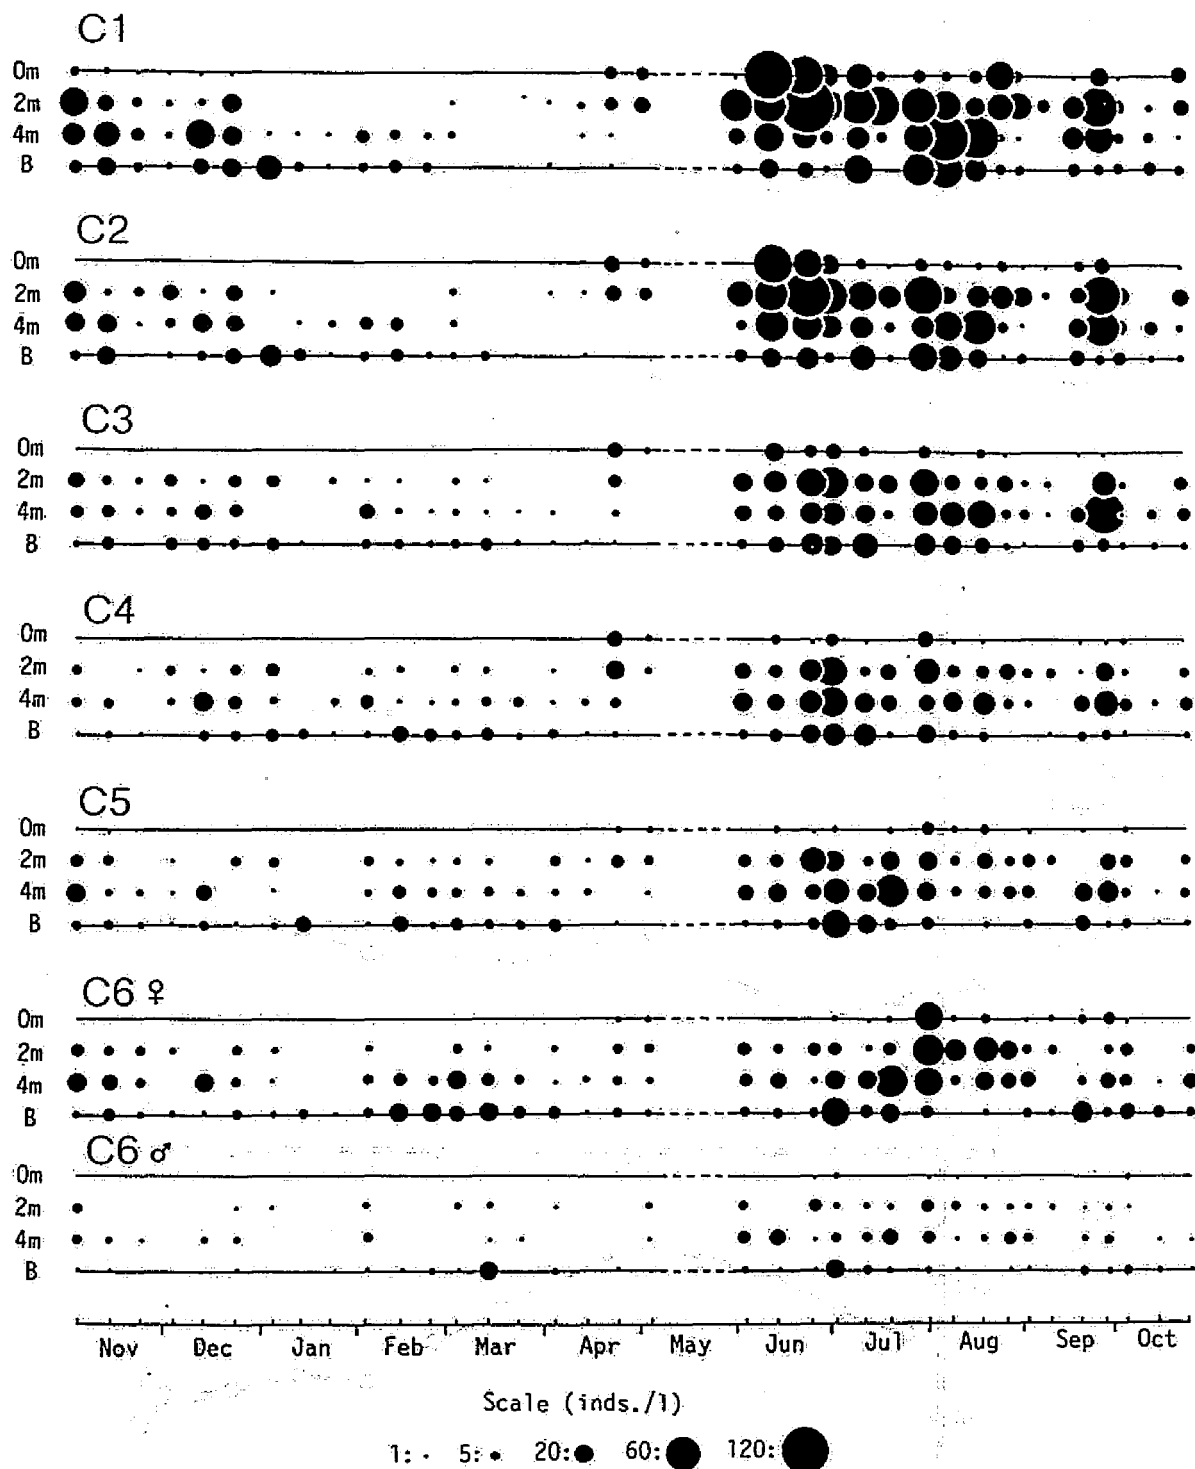 C1
0m
2m
4m
B
C2
0m
2m
4m
B
C3
0m
2m
4m
B
C4
0m
2m
4m
B
C5
0m
2m
4m
B
C6 ♀
0m
2m
4m
B
C6 ♂
0m
2m
4m
B
Nov Dec Jan Feb Mar Apr May Jun Jul Aug Sep Oct
Scale (inds./l)
1: 5: 20: 60: 120: